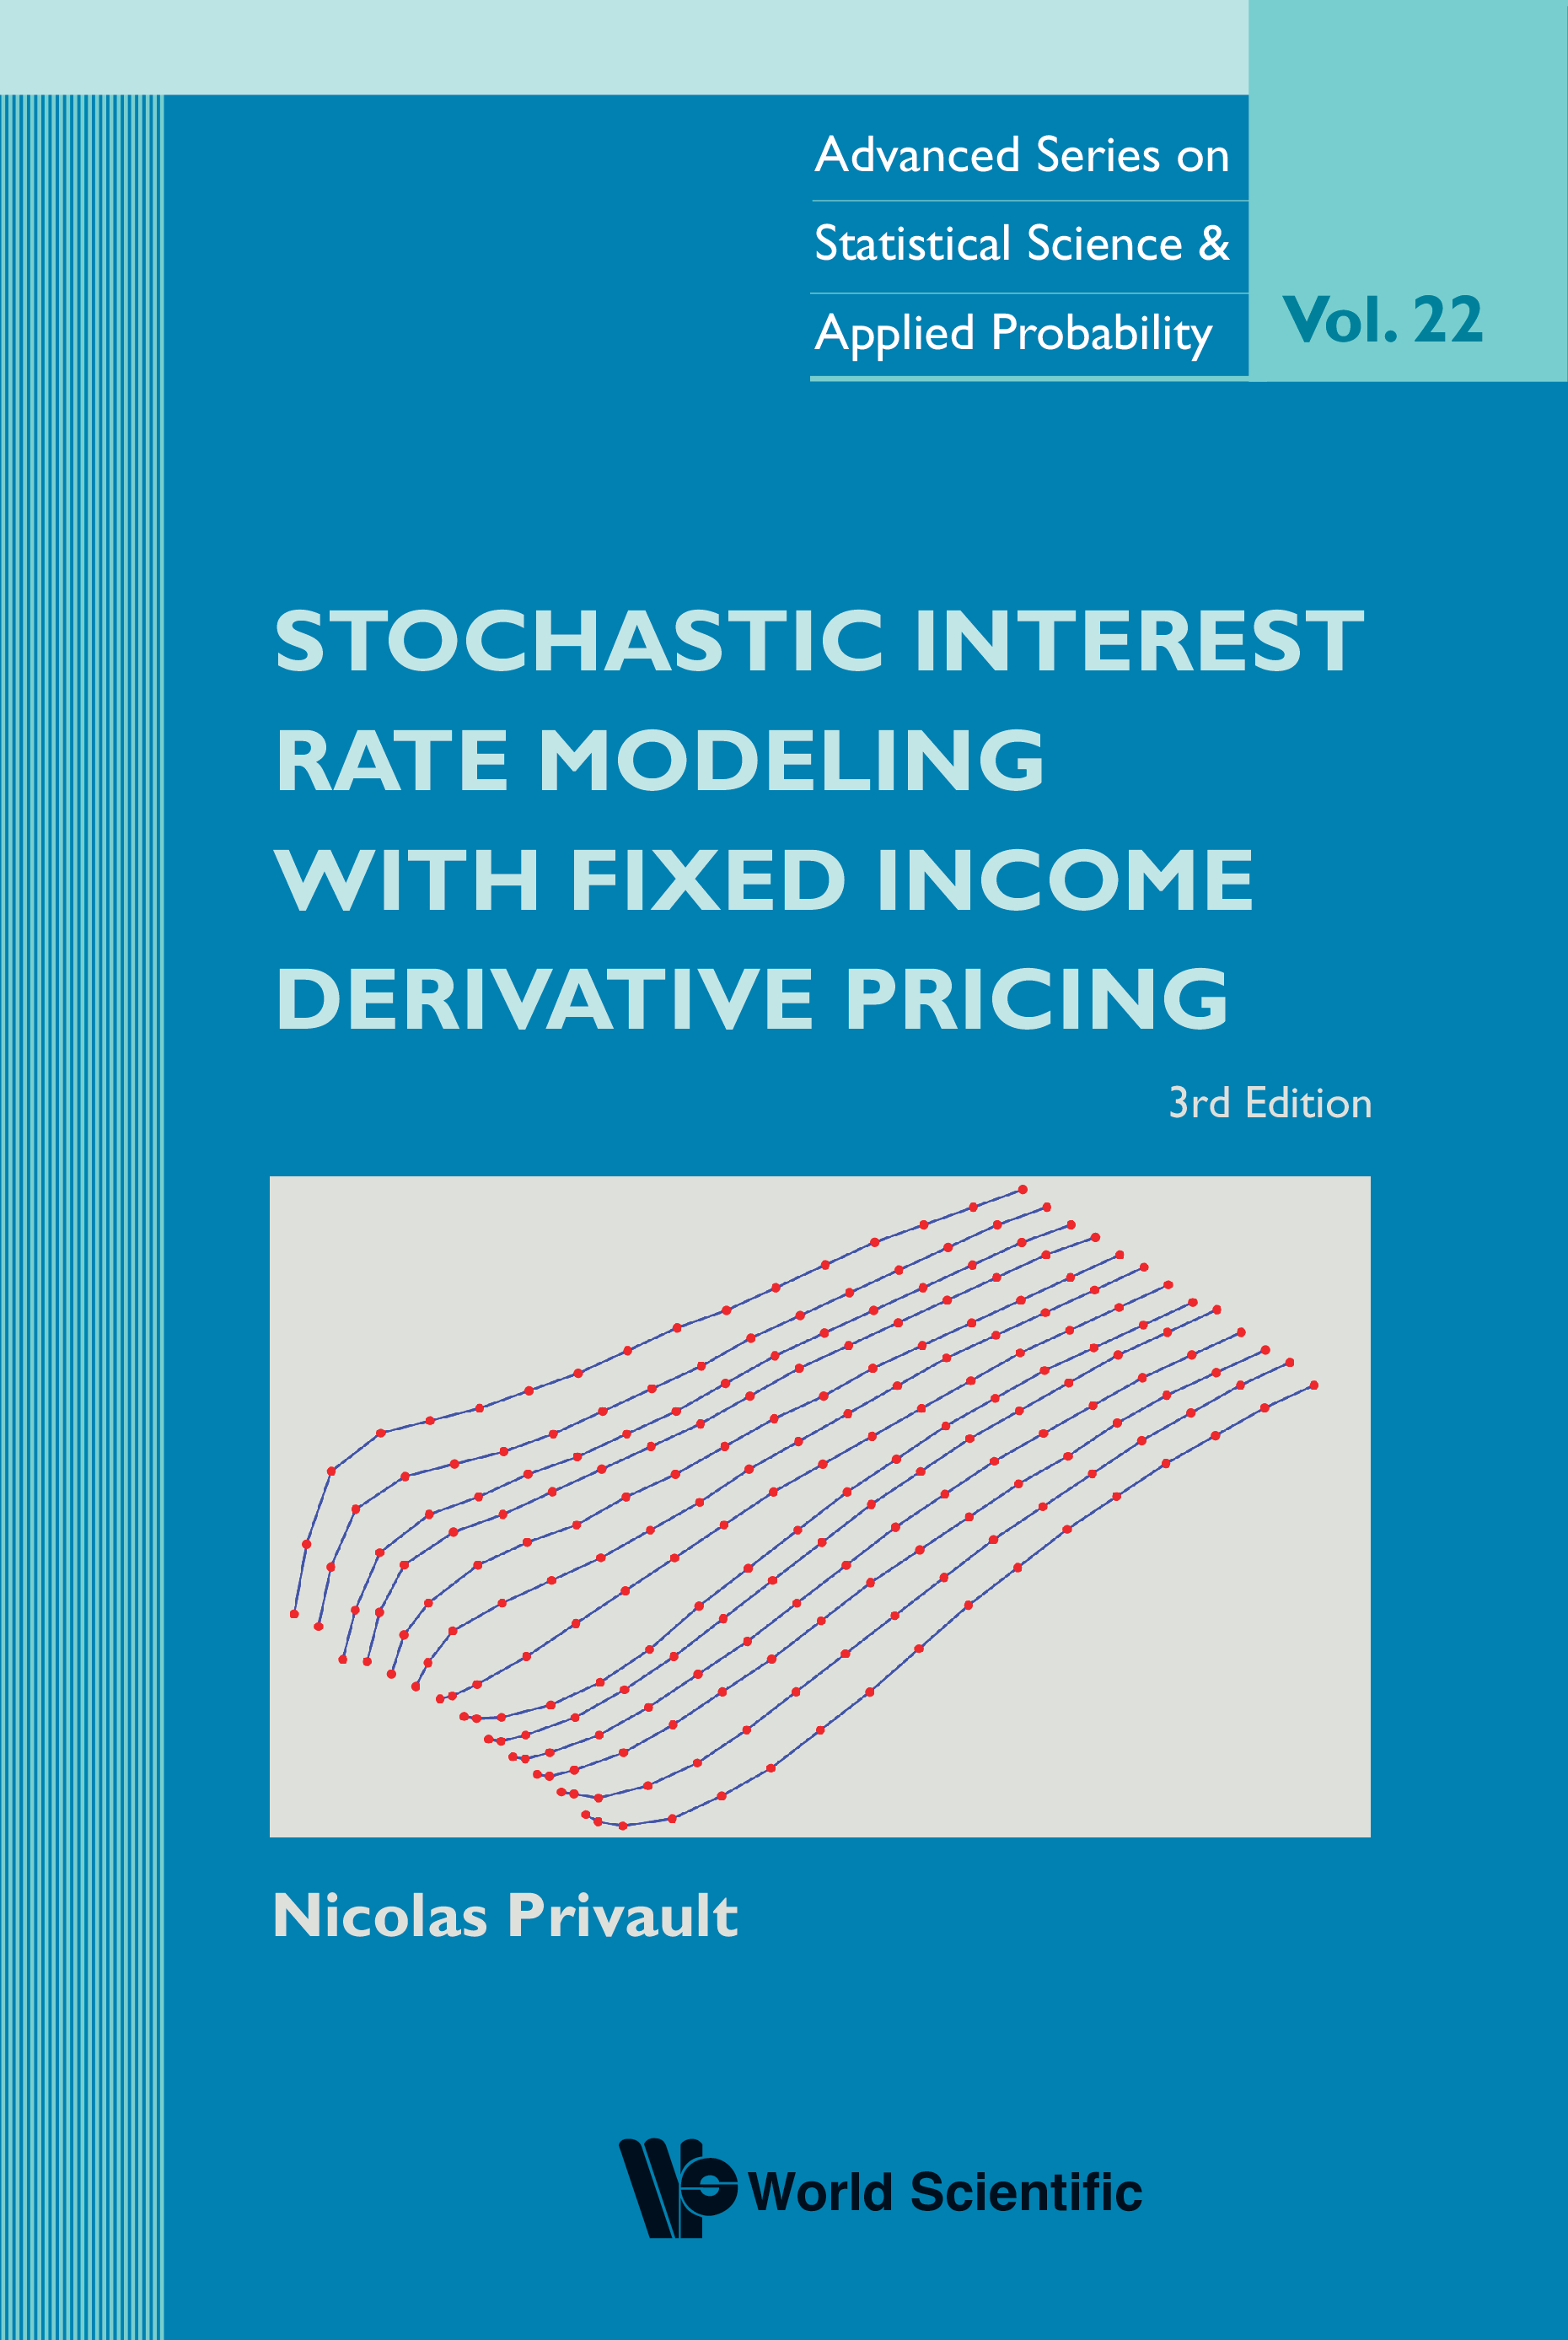 Advanced Series on
Statistical Science &
Applied Probability
Vol. 22
STOCHASTIC INTEREST
RATE MODELING
WITH FIXED INCOME
DERIVATIVE PRICING
3rd Edition
Nicolas Privault
World Scientific